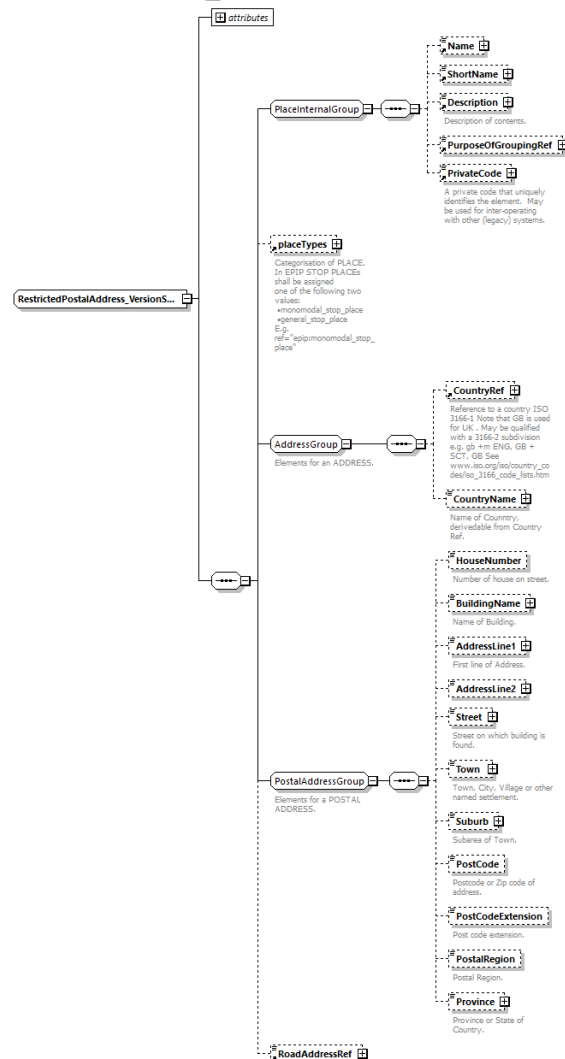 attributes
PlaceInternalGroup
Name
ShortName
Description
Description of contents.
PurposeOfGroupingRef
PrivateCode
A private code that uniquely
identifies the element. May
be used for inter-operating
with other (legacy) systems.
placeTypes
Categorisation of PLACE.
In EPIP STOP PLACEs
shall be assigned
one of the following two
values:
•monomodal_stop_place
•general_stop_place
E.g.
ref="epip:monomodal_stop_
place"
RestrictedPostalAddress_VersionS...
AddressGroup
Elements for an ADDRESS.
CountryRef
Reference to a country ISO
3166-1 Note that GB is used
for UK . May be qualified
with a 3166-2 subdivision
e.g. gb +m ENG, GB +
SCT, GB See
www.iso.org/iso/country_co
des/iso_3166_code_lists.htm
CountryName
Name of Counntry,
derivedable from Country
Ref.
PostalAddressGroup
Elements for a POSTAL
ADDRESS.
HouseNumber
Number of house on street.
BuildingName
Name of Building.
AddressLine1
First line of Address.
AddressLine2
Street
Street on which building is
found.
Town
Town, City, Village or other
named settlement.
Suburb
Subarea of Town.
PostCode
Postcode or Zip code of
address.
PostCodeExtension
Post code extension.
PostalRegion
Postal Region.
Province
Province or State of
Country.
RoadAddressRef